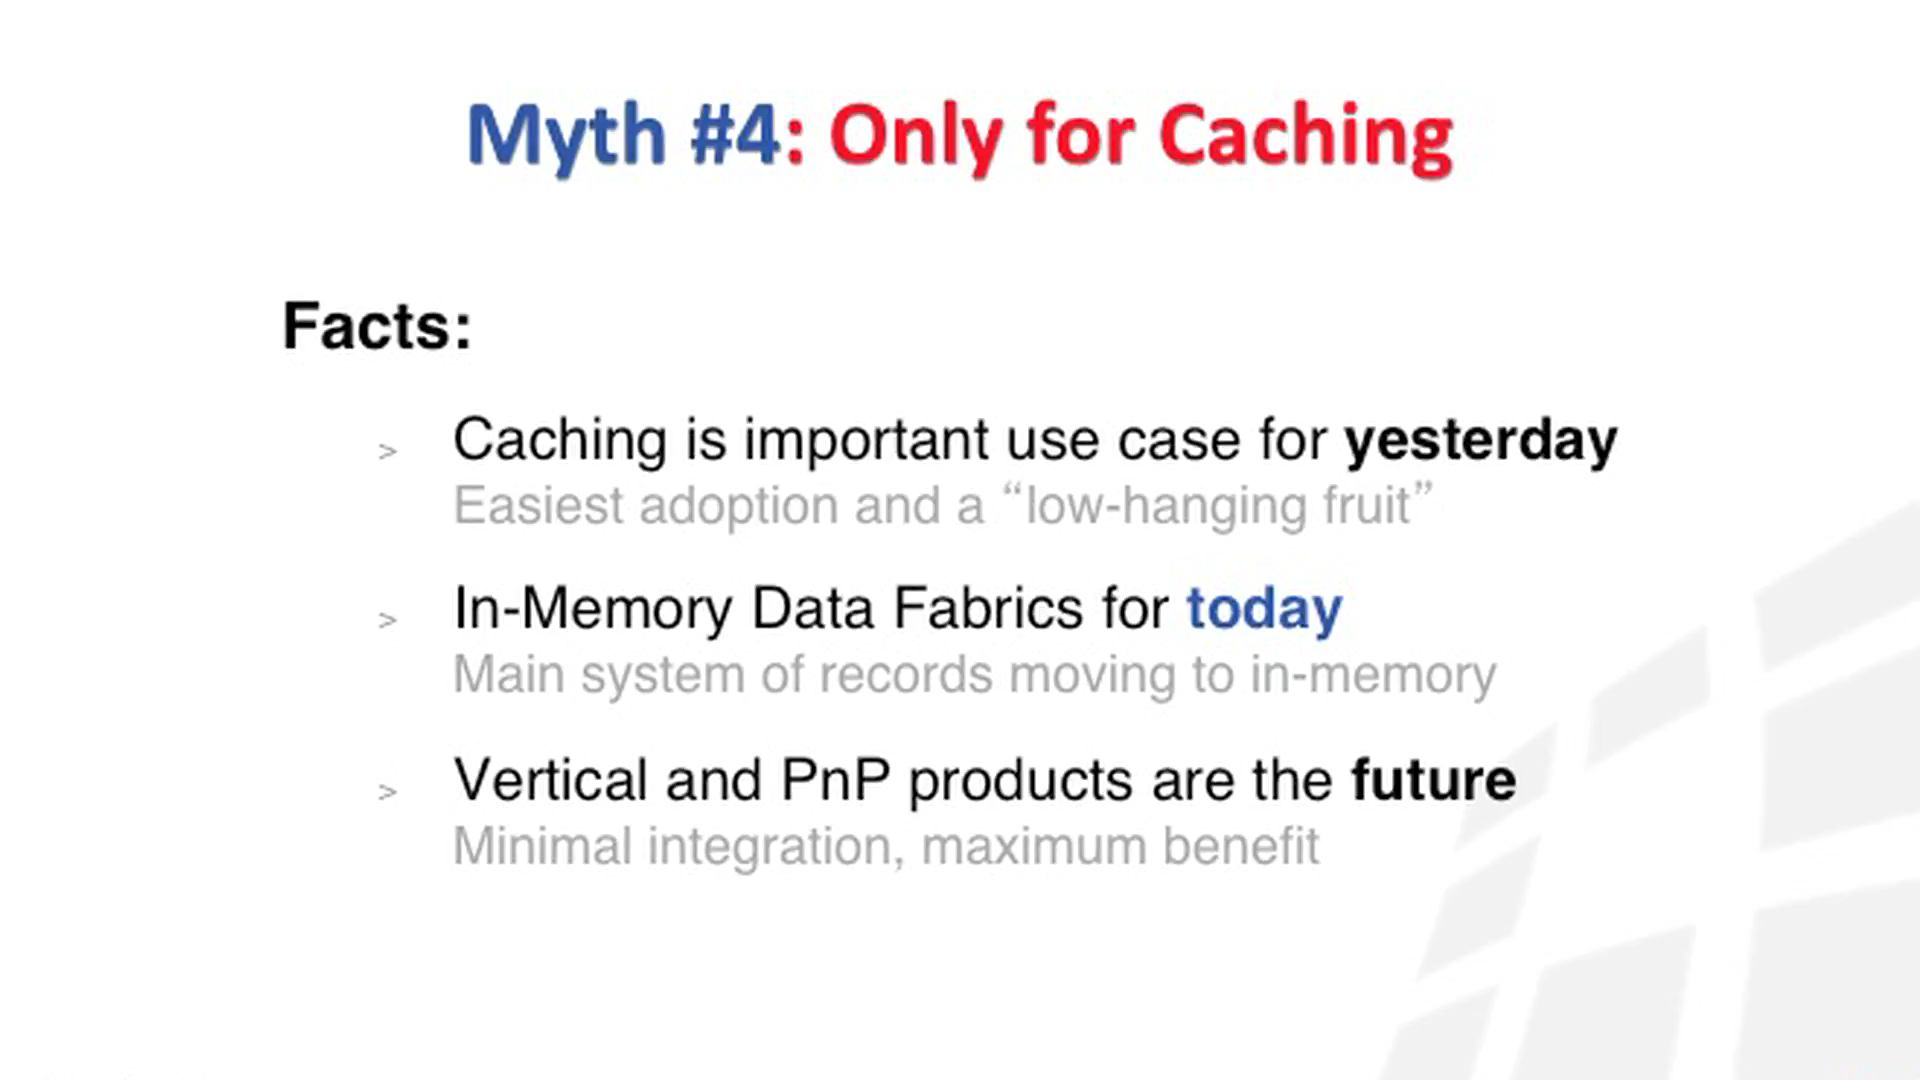 Myth #4: Only for Caching
Facts:
> Caching is important use case for yesterday
Easiest adoption and a “low-hanging fruit”
> In-Memory Data Fabrics for today
Main system of records moving to in-memory
> Vertical and PnP products are the future
Minimal integration, maximum benefit